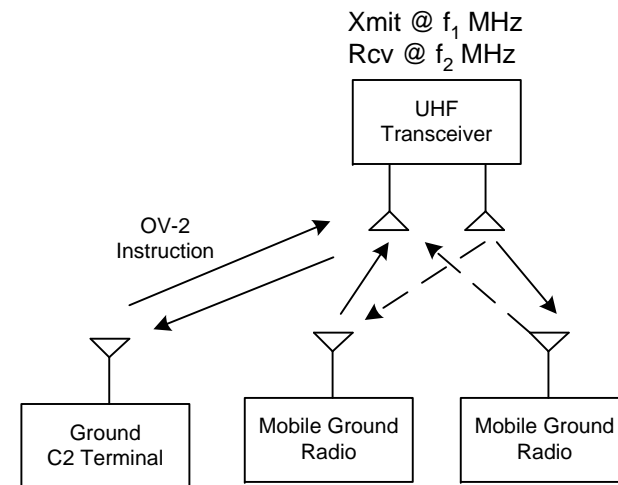 Xmit @ f₁ MHz
Rcv @ f₂ MHz
UHF
Transceiver
OV-2
Instruction
Ground
C2 Terminal
Mobile Ground
Radio
Mobile Ground
Radio